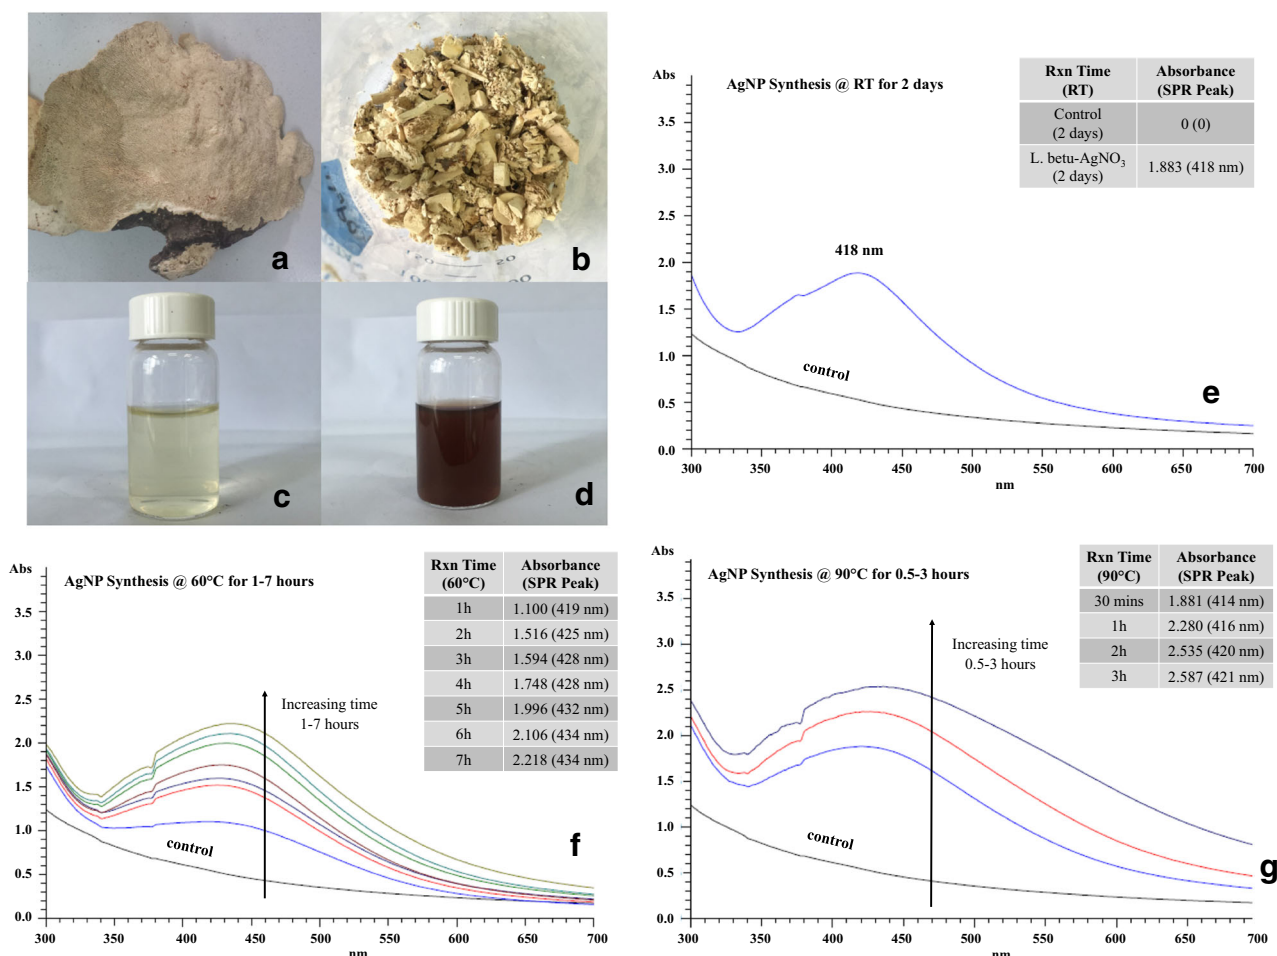 a
b
120
20
c
d
Abs
AgNP Synthesis @ RT for 2 days
3.5
3.0
2.5
2.0
1.5
1.0
0.5
0.0
418 nm
control
300 350 400 450 500 550 600 650 700
nm
Rxn Time (RT) Absorbance (SPR Peak)
Control (2 days) 0 (0)
L. betu-AgNO₃ (2 days) 1.883 (418 nm)
e
Abs
AgNP Synthesis @ 60°C for 1-7 hours
3.5
3.0
2.5
2.0
1.5
1.0
0.5
0.0
Increasing time
1-7 hours
control
300 350 400 450 500 550 600 650 700
nm
Rxn Time (60°C) Absorbance (SPR Peak)
1h 1.100 (419 nm)
2h 1.516 (425 nm)
3h 1.594 (428 nm)
4h 1.748 (428 nm)
5h 1.996 (432 nm)
6h 2.106 (434 nm)
7h 2.218 (434 nm)
f
Abs
AgNP Synthesis @ 90°C for 0.5-3 hours
3.5
3.0
2.5
2.0
1.5
1.0
0.5
0.0
Increasing time
0.5-3 hours
control
300 350 400 450 500 550 600 650 700
nm
Rxn Time (90°C) Absorbance (SPR Peak)
30 mins 1.881 (414 nm)
1h 2.280 (416 nm)
2h 2.535 (420 nm)
3h 2.587 (421 nm)
g